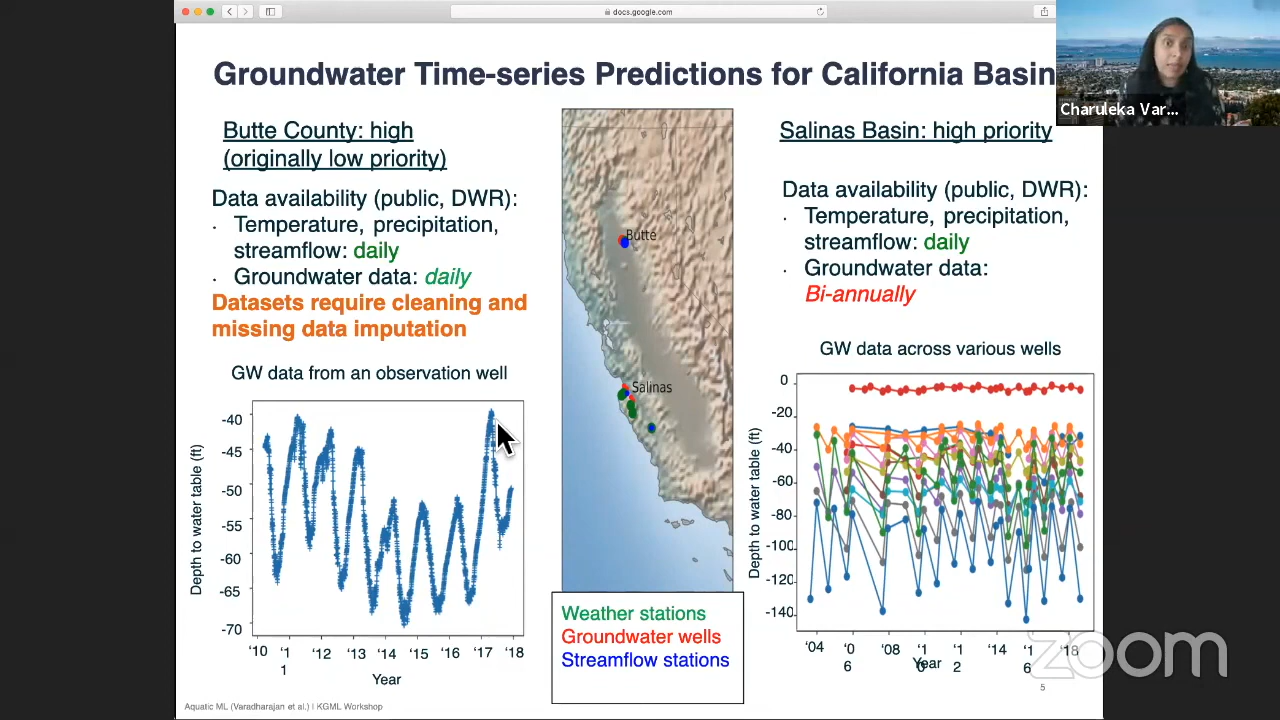 docs.google.com
Groundwater Time-series Predictions for California Basin
Charuleka Var...
Butte County: high
(originally low priority)
Data availability (public, DWR):
· Temperature, precipitation,
streamflow: daily
· Groundwater data: daily
Datasets require cleaning and
missing data imputation
GW data from an observation well
Depth to water table (ft)
-40
-45
-50
-55
-60
-65
-70
'10 '1 '12 '13 '14 '15 '16 '17 '18
1
Year
Butte
Salinas
Weather stations
Groundwater wells
Streamflow stations
Salinas Basin: high priority
Data availability (public, DWR):
· Temperature, precipitation,
streamflow: daily
· Groundwater data:
Bi-annually
GW data across various wells
Depth to water table (ft)
0
-20
-40
-60
-80
-100
-120
-140
'04 '0 '08 '1 '1 '14 '1 '18
6 0 2 6
Year
zoom
5
Aquatic ML (Varadharajan et al.) | KGML Workshop